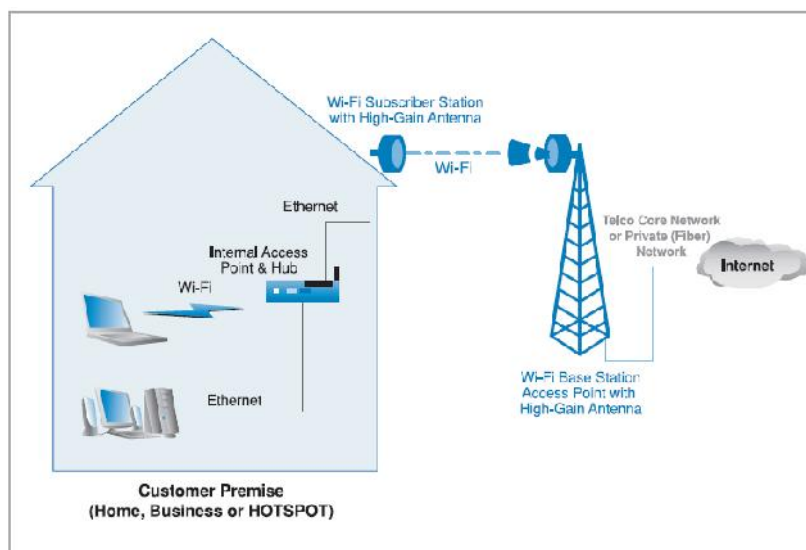 Wi-Fi Subscriber Station
with High-Gain Antenna
Wi-Fi
Ethernet
Telco Core Network
or Private (Fiber)
Network
Internet
Internal Access
Point & Hub
Wi-Fi
Wi-Fi Base Station
Access Point with
High-Gain Antenna
Ethernet
Customer Premise
(Home, Business or HOTSPOT)